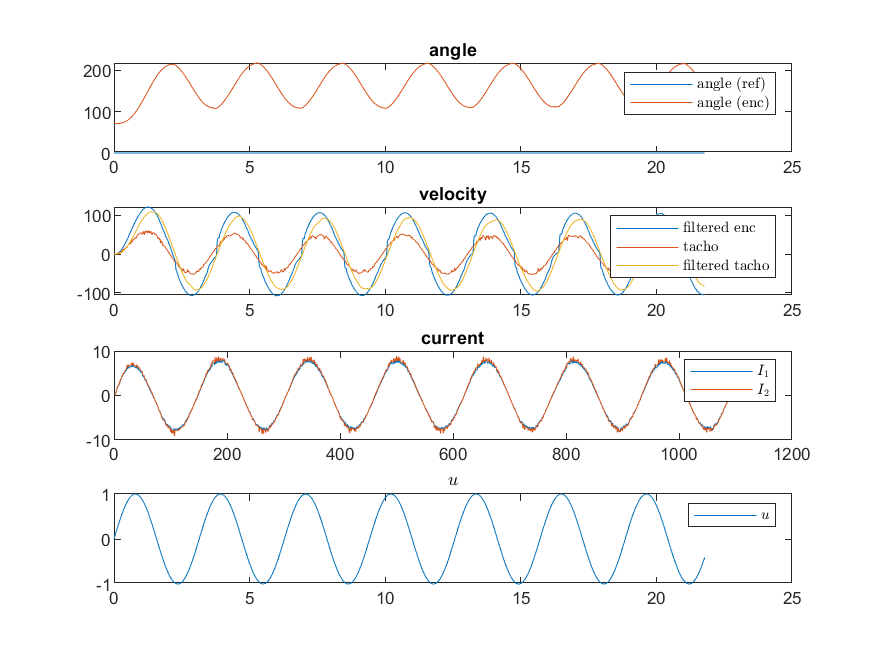 angle
200
100
0
angle (ref)
angle (enc)
0 5 10 15 20 25
velocity
100
0
-100
filtered enc
tacho
filtered tacho
0 5 10 15 20 25
current
10
0
-10
I1
I2
0 200 400 600 800 1000 1200
u
1
0
-1
u
0 5 10 15 20 25